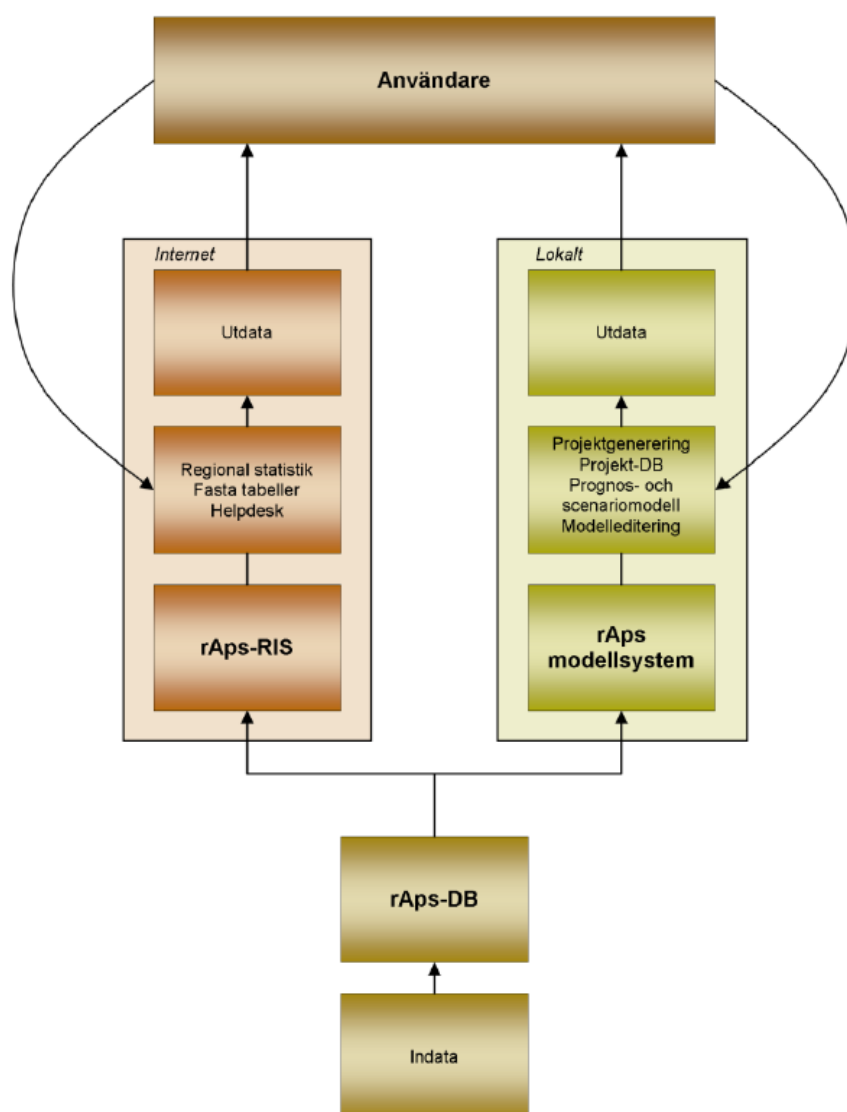 Användare
Internet
Utdata
Regional statistik
Fasta tabeller
Helpdesk
rAps-RIS
Lokalt
Utdata
Projektgenerering
Projekt-DB
Prognos- och
scenariomodell
Modelleditering
rAps
modellsystem
rAps-DB
Indata